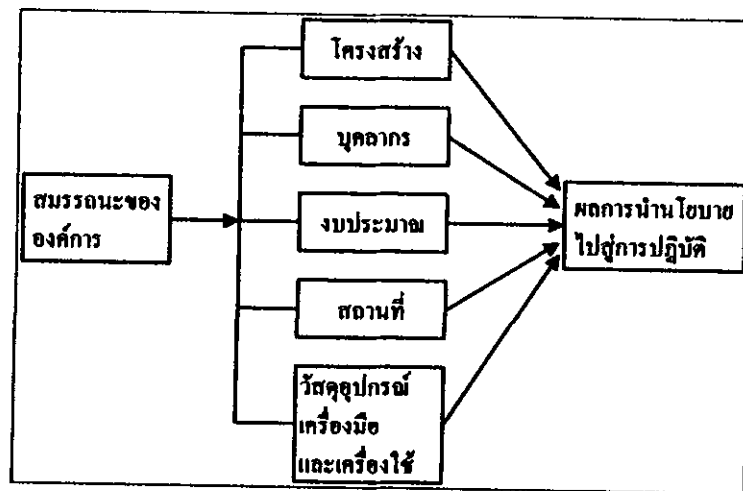 สมรรถนะของ
องค์การ
โครงสร้าง
บุคลากร
งบประมาณ
สถานที่
วัสดุอุปกรณ์
เครื่องมือ
และเครื่องใช้
ผลการนำนโยบาย
ไปสู่การปฏิบัติ